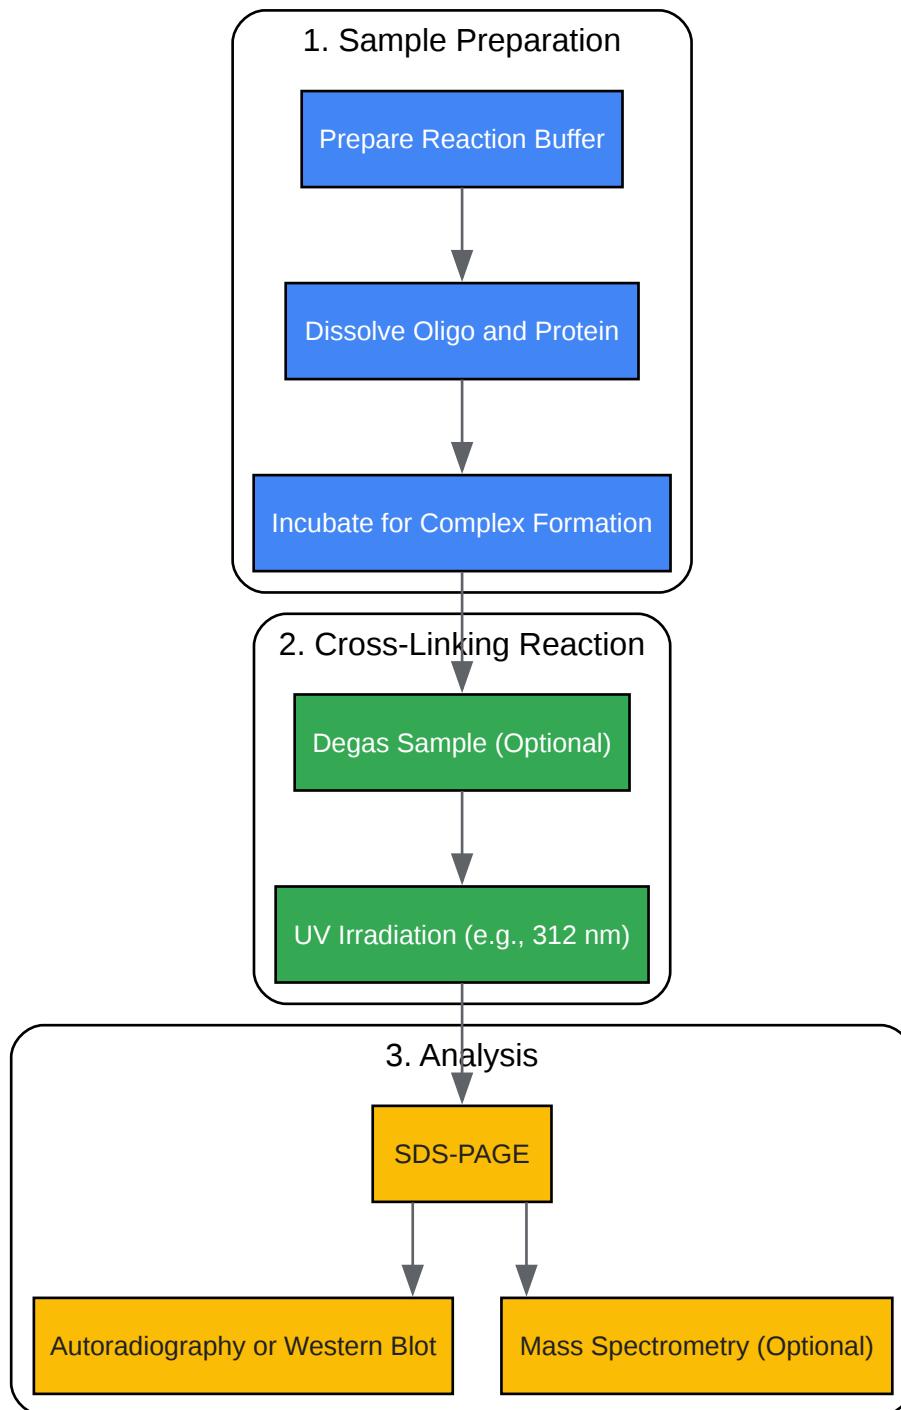 1. Sample Preparation
Prepare Reaction Buffer
Dissolve Oligo and Protein
Incubate for Complex Formation
2. Cross-Linking Reaction
Degas Sample (Optional)
UV Irradiation (e.g., 312 nm)
3. Analysis
SDS-PAGE
Autoradiography or Western Blot
Mass Spectrometry (Optional)